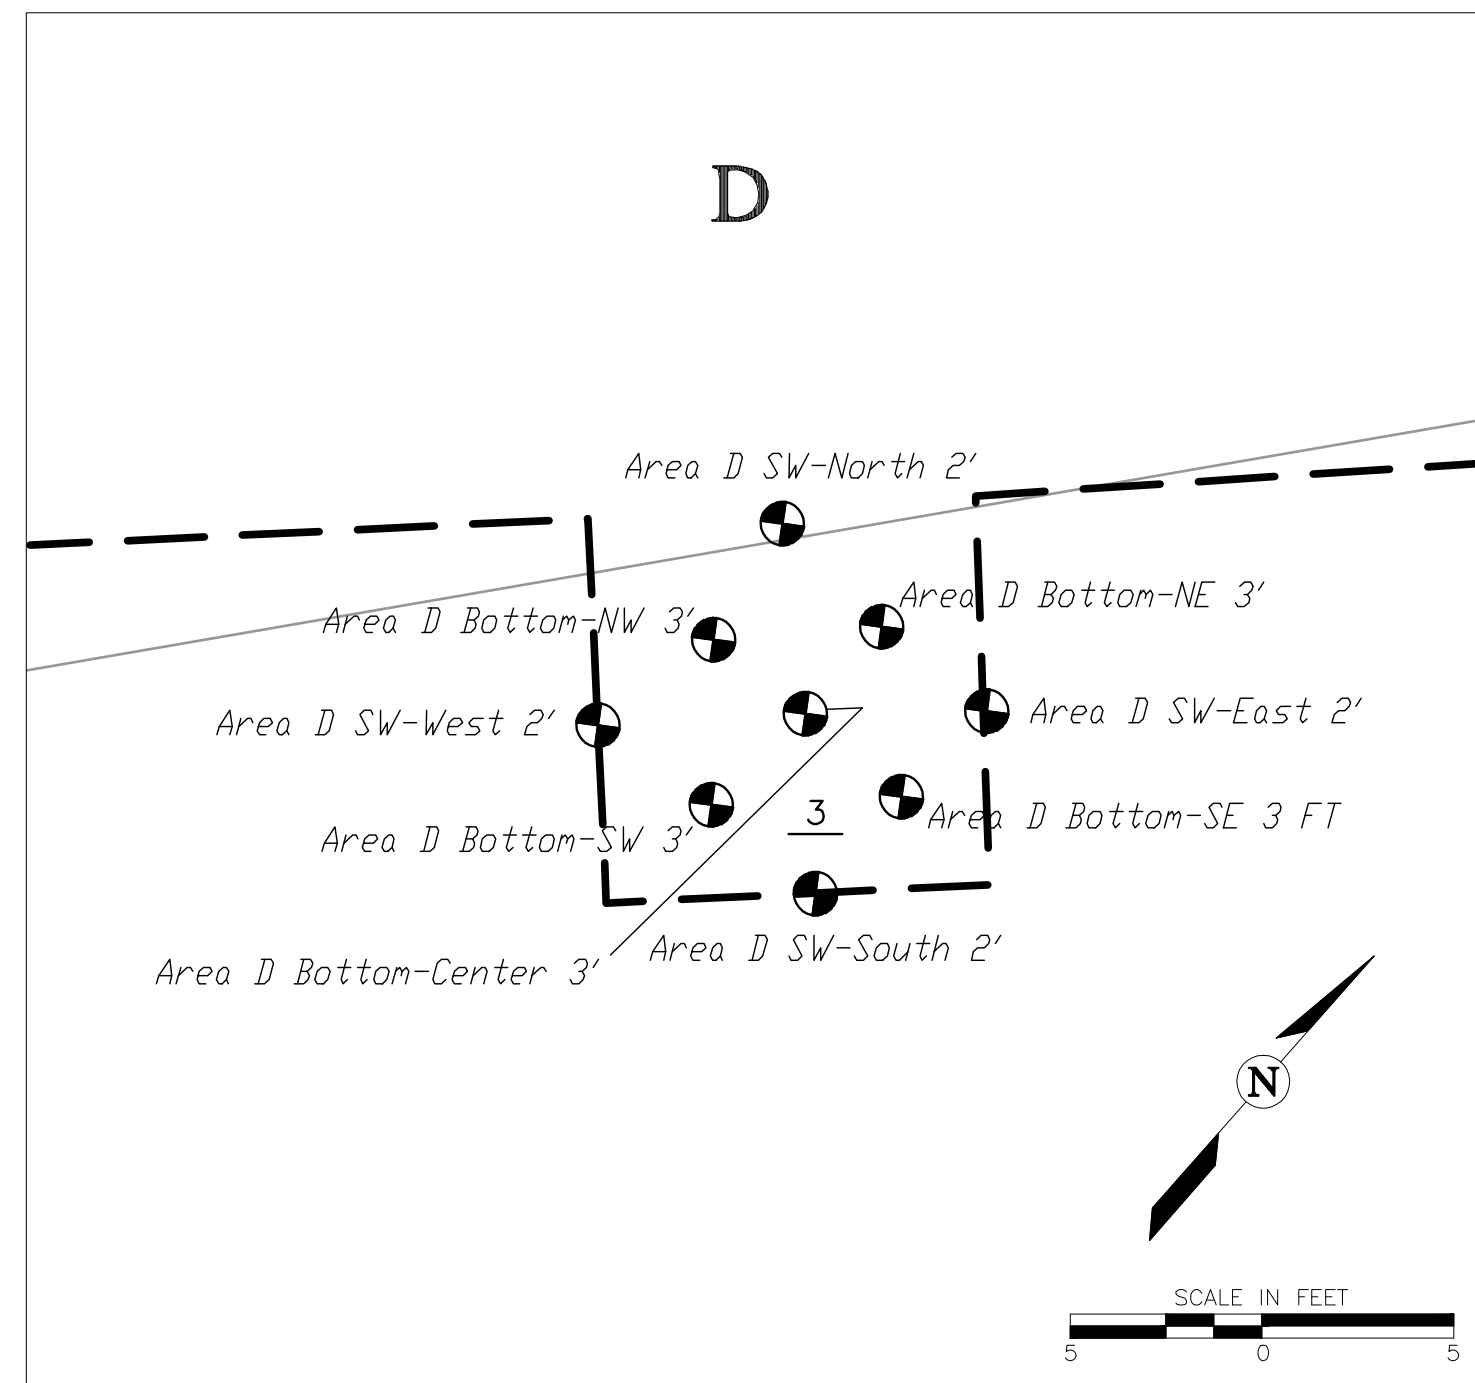 D
Area D SW-North 2'
Area D Bottom-NE 3'
Area D Bottom-NW 3'
Area D SW-West 2'
Area D SW-East 2'
3
Area D Bottom-SE 3 FT
Area D Bottom-SW 3'
Area D SW-South 2'
Area D Bottom-Center 3'
N
SCALE IN FEET
5 0 5